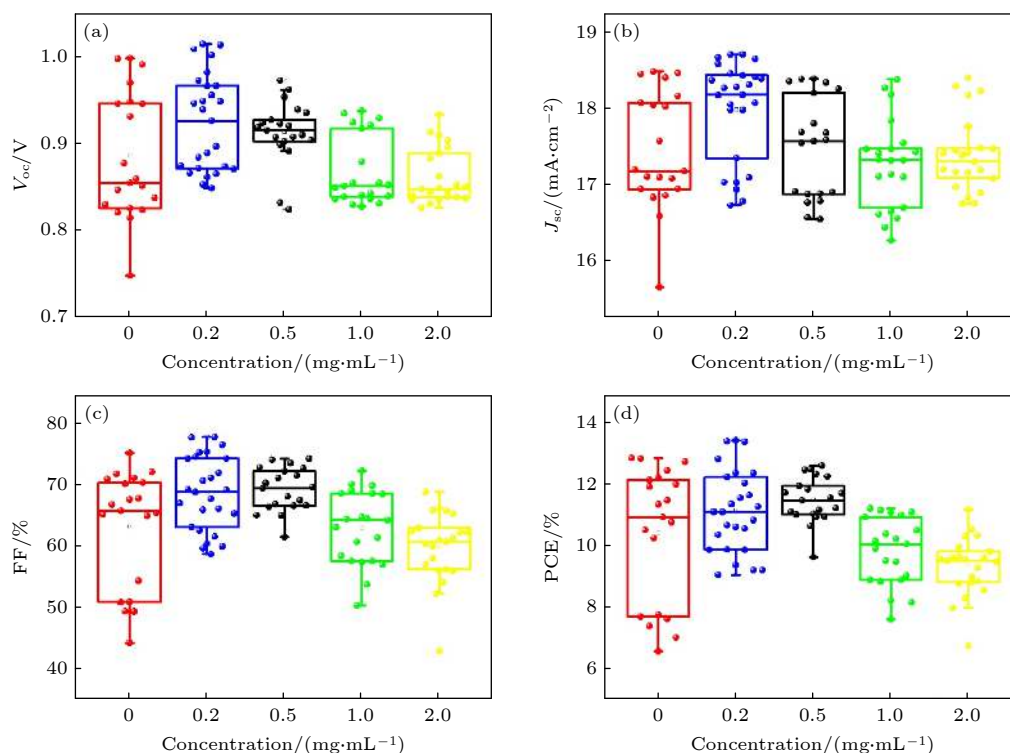 (a)
1.0
0.9
0.8
0.7
Voc/V
0 0.2 0.5 1.0 2.0
Concentration/(mg·mL−1)
(b)
18
17
16
Jsc/(mA·cm−2)
0 0.2 0.5 1.0 2.0
Concentration/(mg·mL−1)
(c)
80
70
60
50
40
FF/%
0 0.2 0.5 1.0 2.0
Concentration/(mg·mL−1)
(d)
14
12
10
8
6
PCE/%
0 0.2 0.5 1.0 2.0
Concentration/(mg·mL−1)